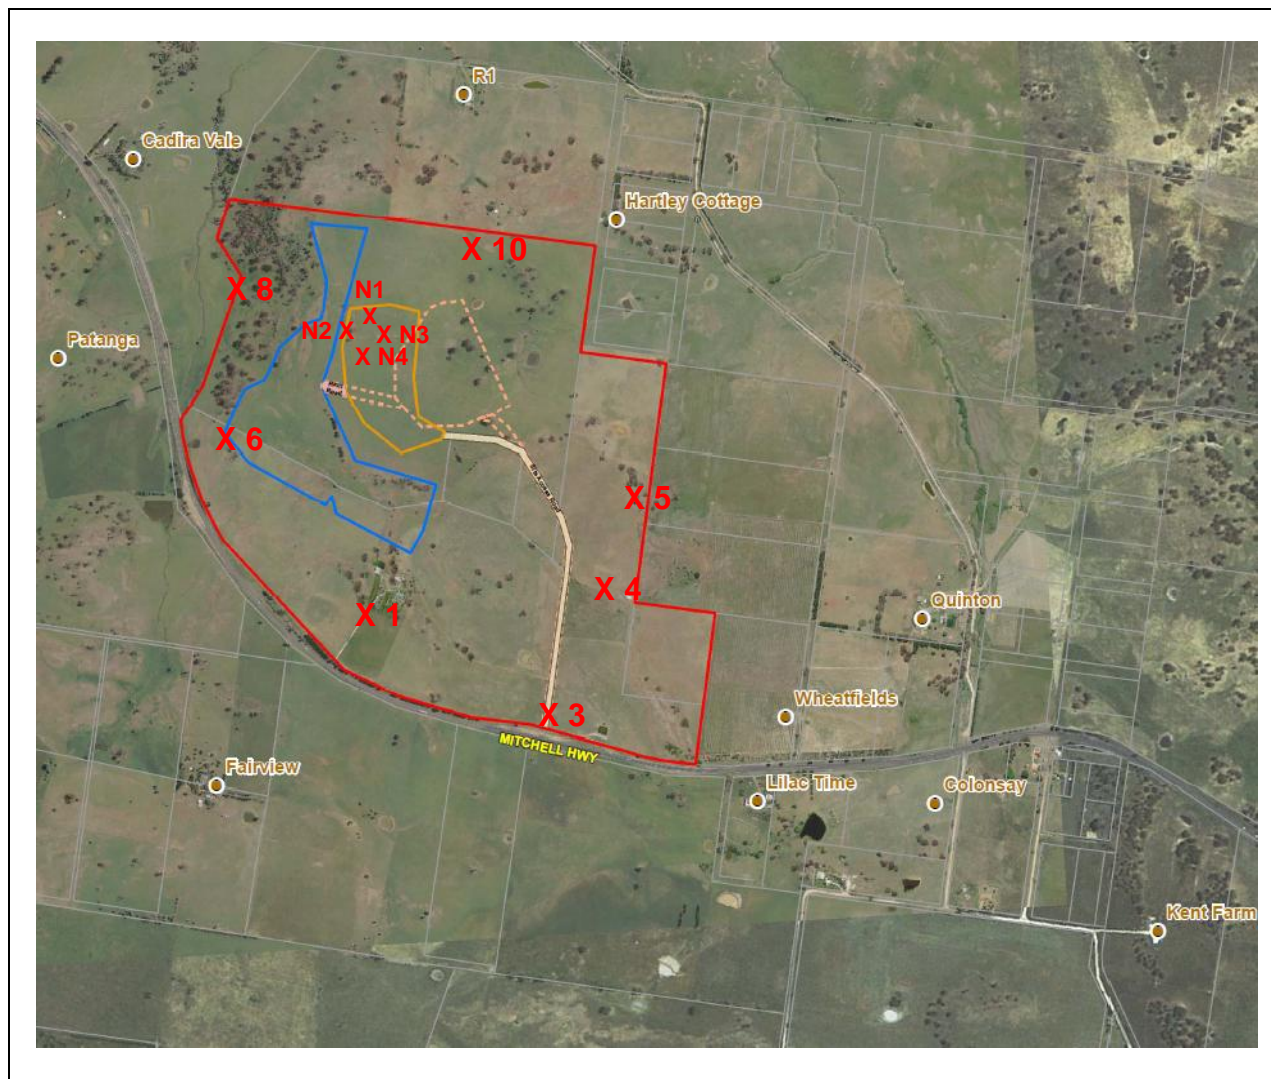 R1
Cadira Vale
Hartley Cottage
X 10
X 8
N1
N2 X
X
X N3
X N4
Patanga
X 6
X 5
X 4
Quinton
X 1
X 3
Wheatfields
MITCHELL HWY
Fairview
Lilac Time
Colonsay
Kent Farm